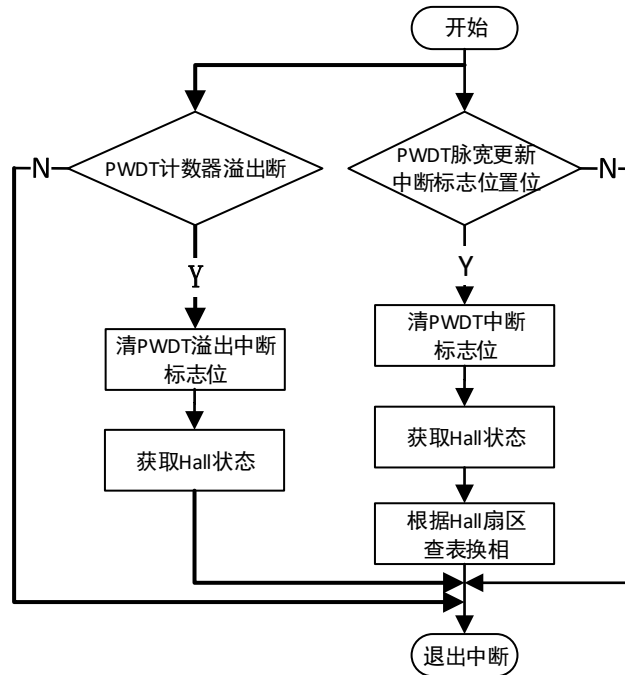 开始
PWDT计数器溢出断
N
Y
清PWDT溢出中断
标志位
获取Hall状态
PWDT脉宽更新
中断标志位置位
N
Y
清PWDT中断
标志位
获取Hall状态
根据Hall扇区
查表换相
退出中断